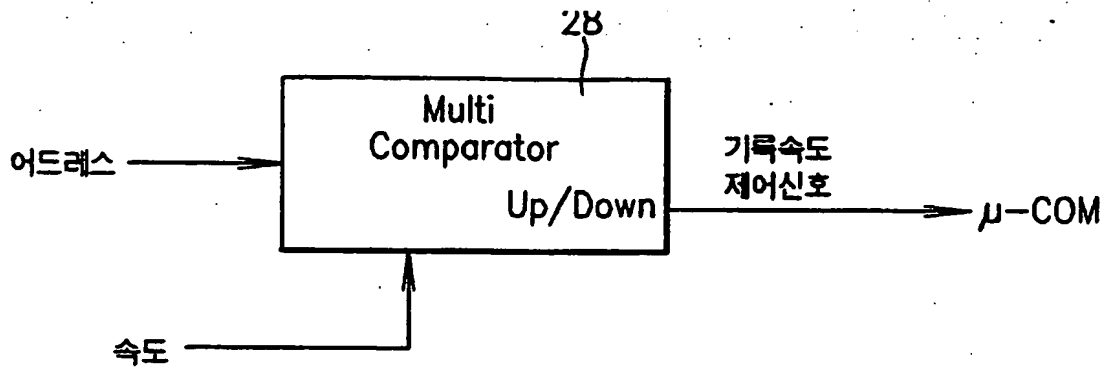 28
Multi
Comparator
어드레스
기록속도
제어신호
Up/Down
μ-COM
속도